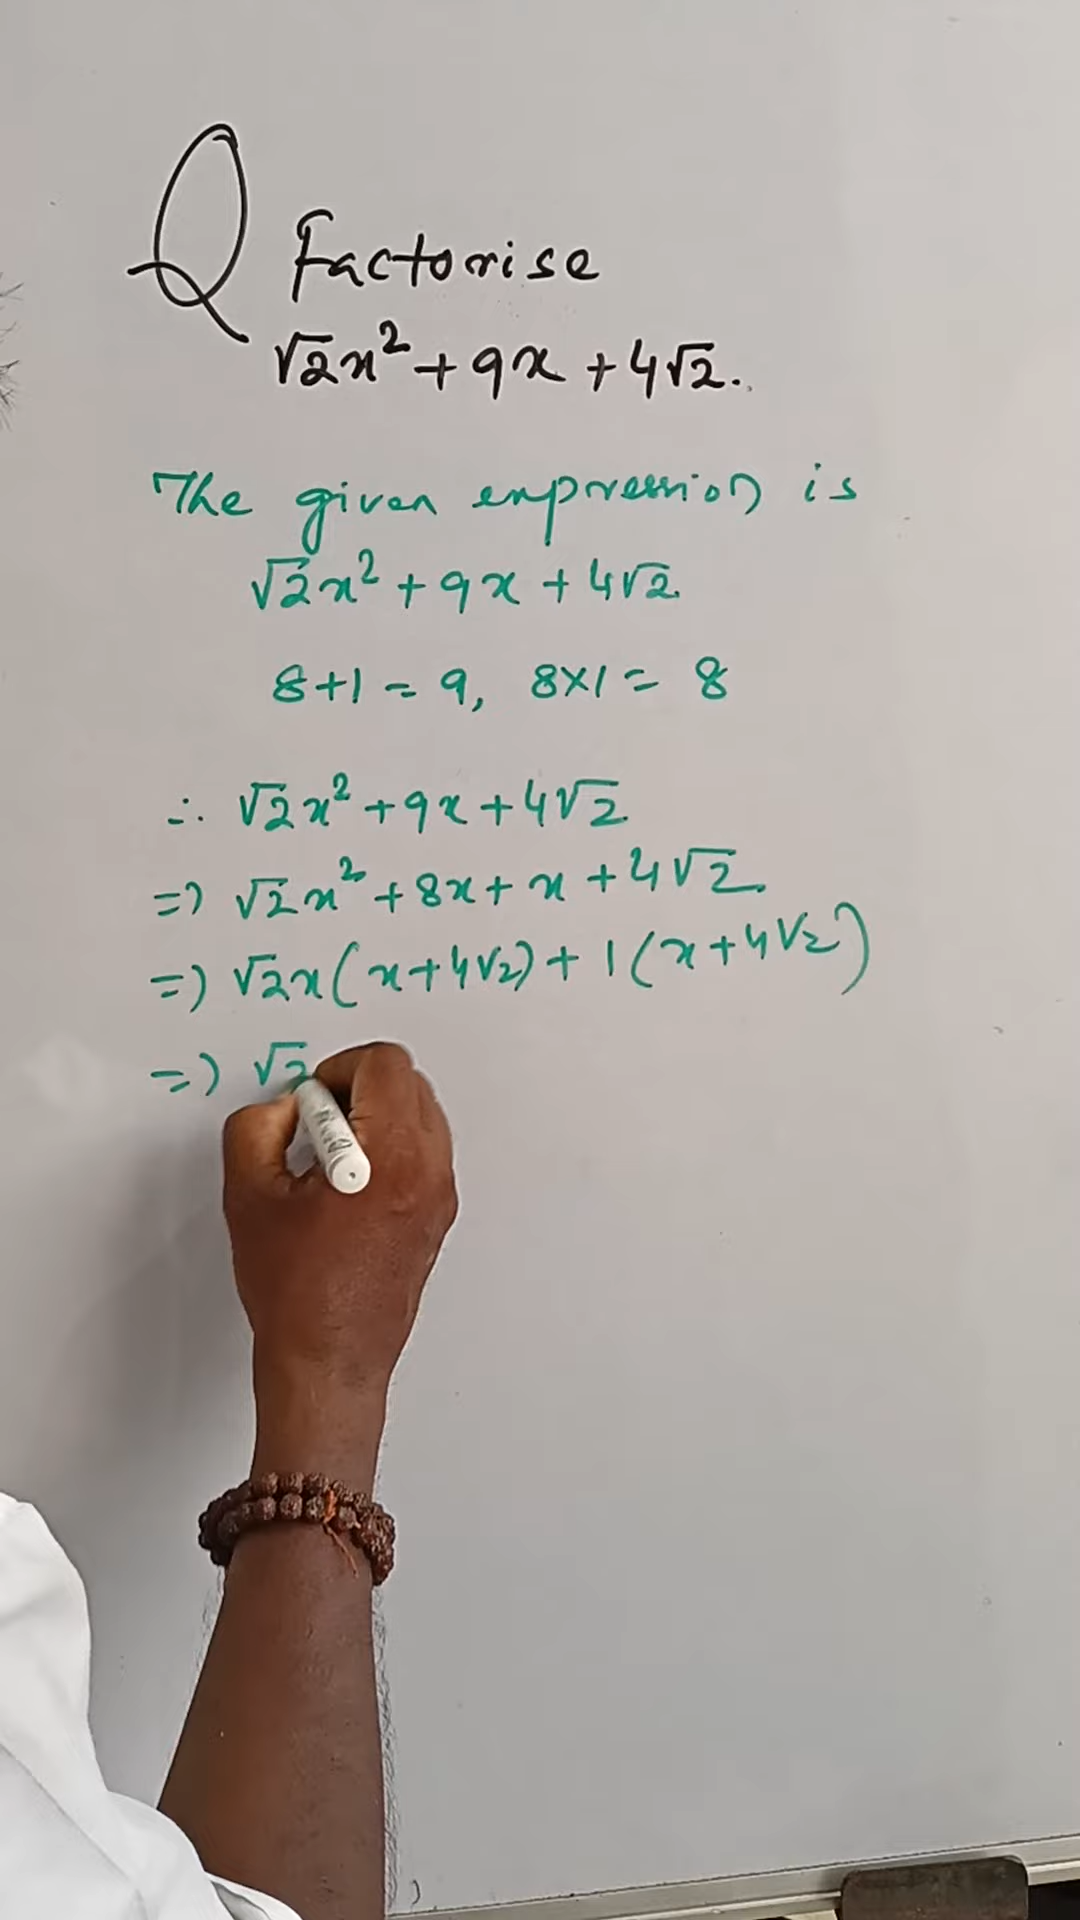 Q Factorise
√2x² + 9x + 4√2.
The given expression is
√2x² + 9x + 4√2.
8+1 = 9, 8×1 = 8
∴ √2x² + 9x + 4√2
=) √2x² + 8x + x + 4√2.
=) √2x(x+4√2) + 1(x+4√2)
=) √2